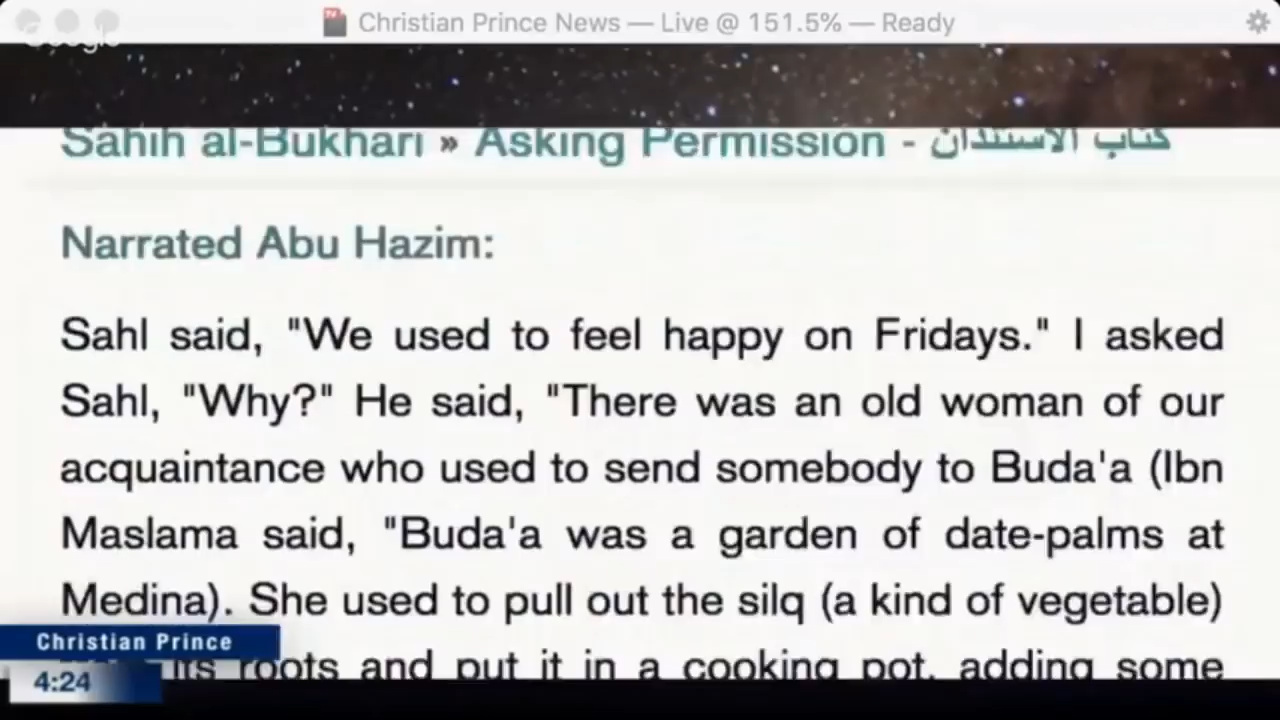 Christian Prince News — Live @ 151.5% — Ready
Google
Sahih al-Bukhari » Asking Permission - كتاب الاستئذان
Narrated Abu Hazim:
Sahl said, "We used to feel happy on Fridays." I asked
Sahl, "Why?" He said, "There was an old woman of our
acquaintance who used to send somebody to Buda'a (Ibn
Maslama said, "Buda'a was a garden of date-palms at
Medina). She used to pull out the silq (a kind of vegetable)
its roots and put it in a cooking pot, adding some
Christian Prince
4:24